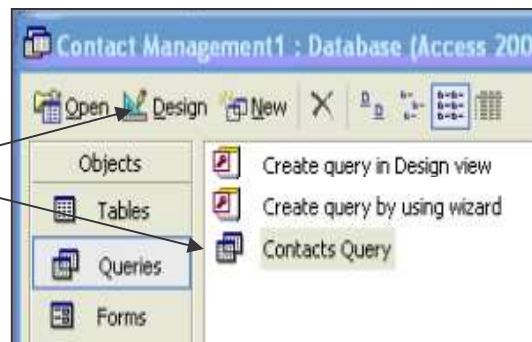 Contact Management1 : Database (Access 200
Open Design New
Objects
Tables
Queries
Forms
Create query in Design view
Create query by using wizard
Contacts Query